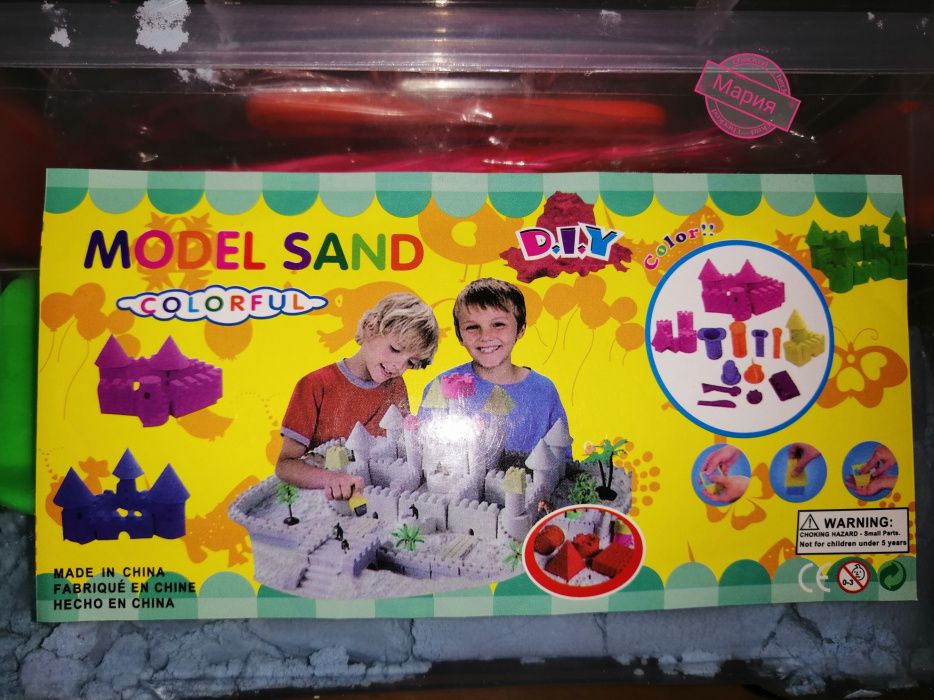 Мария
MODEL SAND
COLORFUL
D.I.Y
Color!!
WARNING:
CHOKING HAZARD - Small Parts.
Not for children under 5 years
MADE IN CHINA
FABRIQUÉ EN CHINE
HECHO EN CHINA
CE
0-3